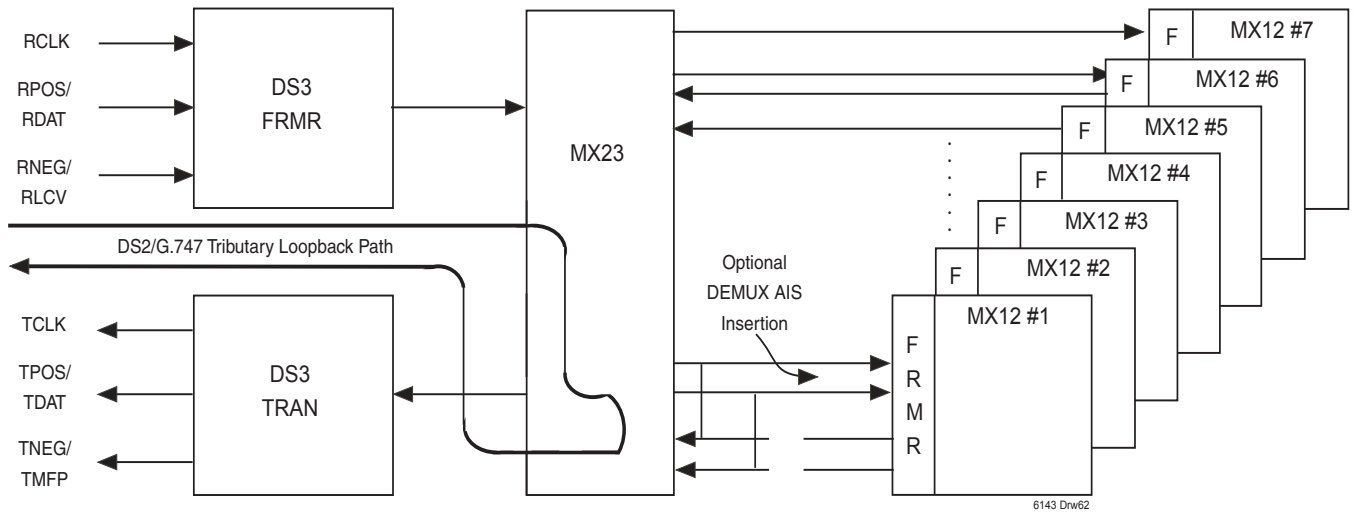 RCLK
RPOS/
RDAT
RNEG/
RLCV
DS3
FRMR
MX23
DS2/G.747 Tributary Loopback Path
TCLK
TPOS/
TDAT
TNEG/
TMFP
DS3
TRAN
Optional
DEMUX AIS
Insertion
F MX12 #7
F MX12 #6
F MX12 #5
F MX12 #4
F MX12 #3
F MX12 #2
MX12 #1
F
R
M
R
6143 Drw62